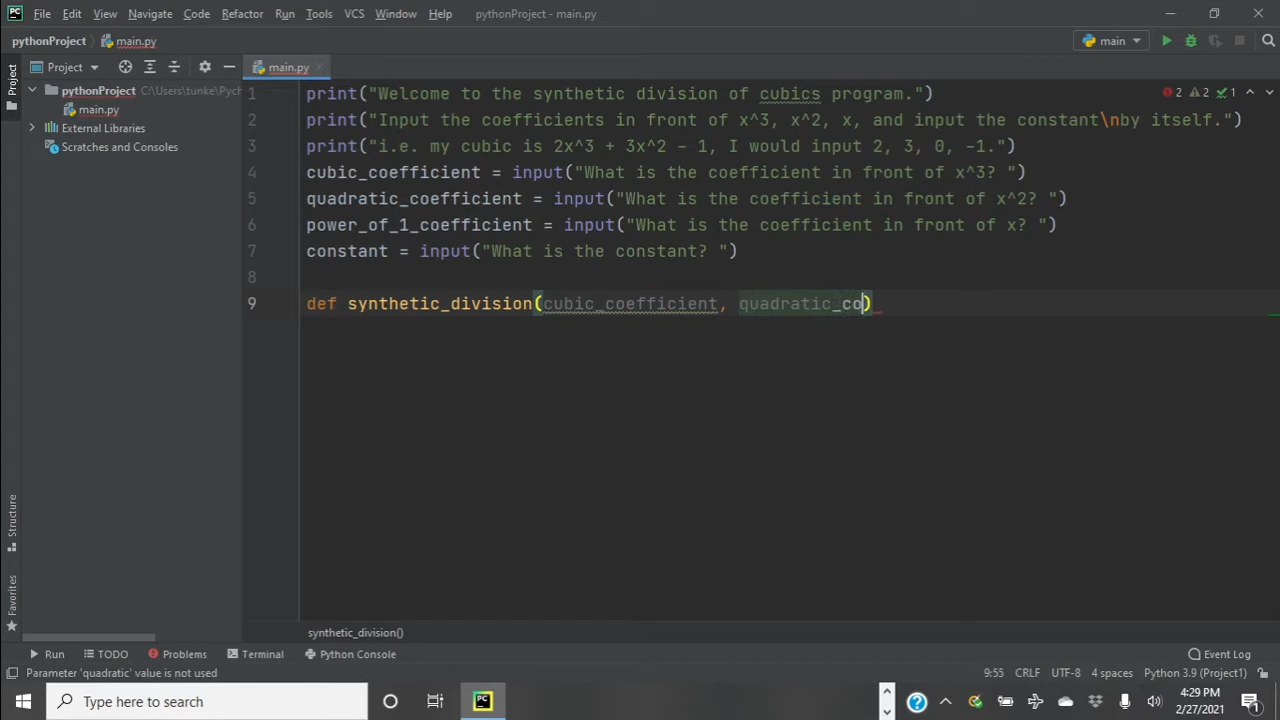 File Edit View Navigate Code Refactor Run Tools VCS Window Help pythonProject - main.py
pythonProject main.py main
Project main.py
Project
pythonProject C:\Users\tunke\Pych
main.py
External Libraries
Scratches and Consoles
1 print("Welcome to the synthetic division of cubics program.") 2 2 1
2 print("Input the coefficients in front of x^3, x^2, x, and input the constant\nby itself.")
3 print("i.e. my cubic is 2x^3 + 3x^2 - 1, I would input 2, 3, 0, -1.")
4 cubic_coefficient = input("What is the coefficient in front of x^3? ")
5 quadratic_coefficient = input("What is the coefficient in front of x^2? ")
6 power_of_1_coefficient = input("What is the coefficient in front of x? ")
7 constant = input("What is the constant? ")
8
9 def synthetic_division(cubic_coefficient, quadratic_co)
Structure
Favorites
synthetic_division()
Run TODO Problems Terminal Python Console Event Log
Parameter 'quadratic' value is not used 9:55 CRLF UTF-8 4 spaces Python 3.9 (Project1)
Type here to search
4:29 PM
2/27/2021
1